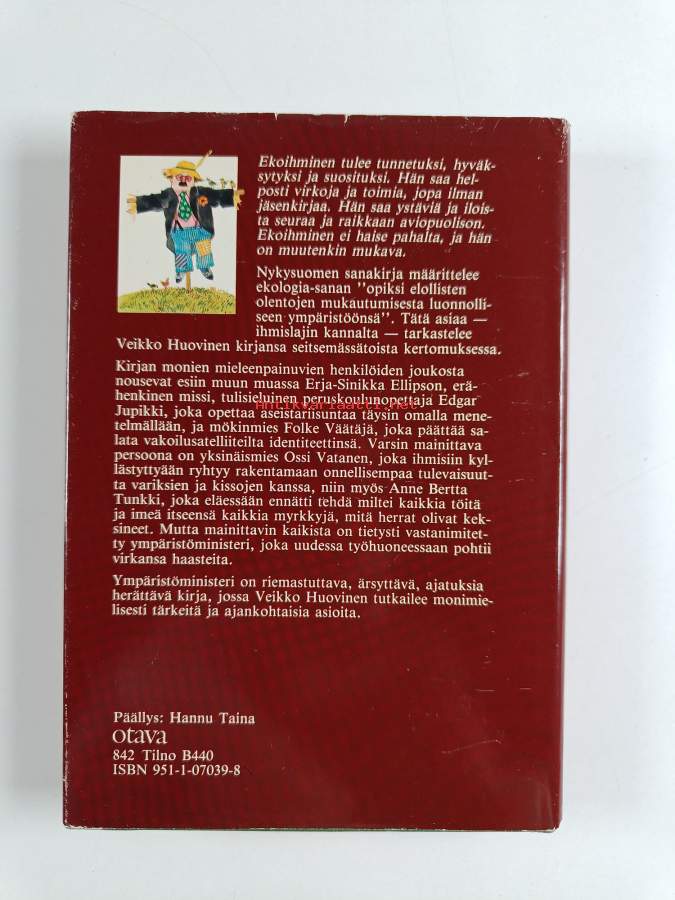 Ekoihminen tulee tunnetuksi, hyväk-
sytyksi ja suosituksi. Hän saa hel-
posti virkoja ja toimia, jopa ilman
jäsenkirjaa. Hän saa ystäviä ja ilois-
ta seuraa ja raikkaan aviopuolison.
Ekoihminen ei haise pahalta, ja hän
on muutenkin mukava.
Nykysuomen sanakirja määrittelee
ekologia-sanan "opiksi elollisten
olentojen mukautumisesta luonnolli-
seen ympäristöönsä". Tätä asiaa —
ihmislajin kannalta — tarkastelee
Veikko Huovinen kirjansa seitsemässätoista kertomuksessa.
Kirjan monien mieleenpainuvien henkilöiden joukosta
nousevat esiin muun muassa Erja-Sinikka Ellipson, erä-
henkinen missi, tulisieluinen peruskoulunopettaja Edgar
Antikvariaatti.net
Jupikki, joka opettaa aseistariisuntaa täysin omalla mene-
telmällään, ja mökinmies Folke Väätäjä, joka päättää sa-
lata vakoilusatelliiteilta identiteettinsä. Varsin mainittava
persoona on yksinäismies Ossi Vatanen, joka ihmisiin kyl-
lästyttyään ryhtyy rakentamaan onnellisempaa tulevaisuut-
ta variksien ja kissojen kanssa, niin myös Anne Bertta
Tunkki, joka eläessään ennätti tehdä miltei kaikkia töitä
ja imeä itseensä kaikkia myrkkyjä, mitä herrat olivat kek-
sineet. Mutta mainittavin kaikista on tietysti vastanimitet-
ty ympäristöministeri, joka uudessa työhuoneessaan pohtii
virkansa haasteita.
Ympäristöministeri on riemastuttava, ärsyttävä, ajatuksia
herättävä kirja, jossa Veikko Huovinen tutkailee monimie-
lisesti tärkeitä ja ajankohtaisia asioita.
Päällys: Hannu Taina
otava
842 Tilno B440
ISBN 951-1-07039-8